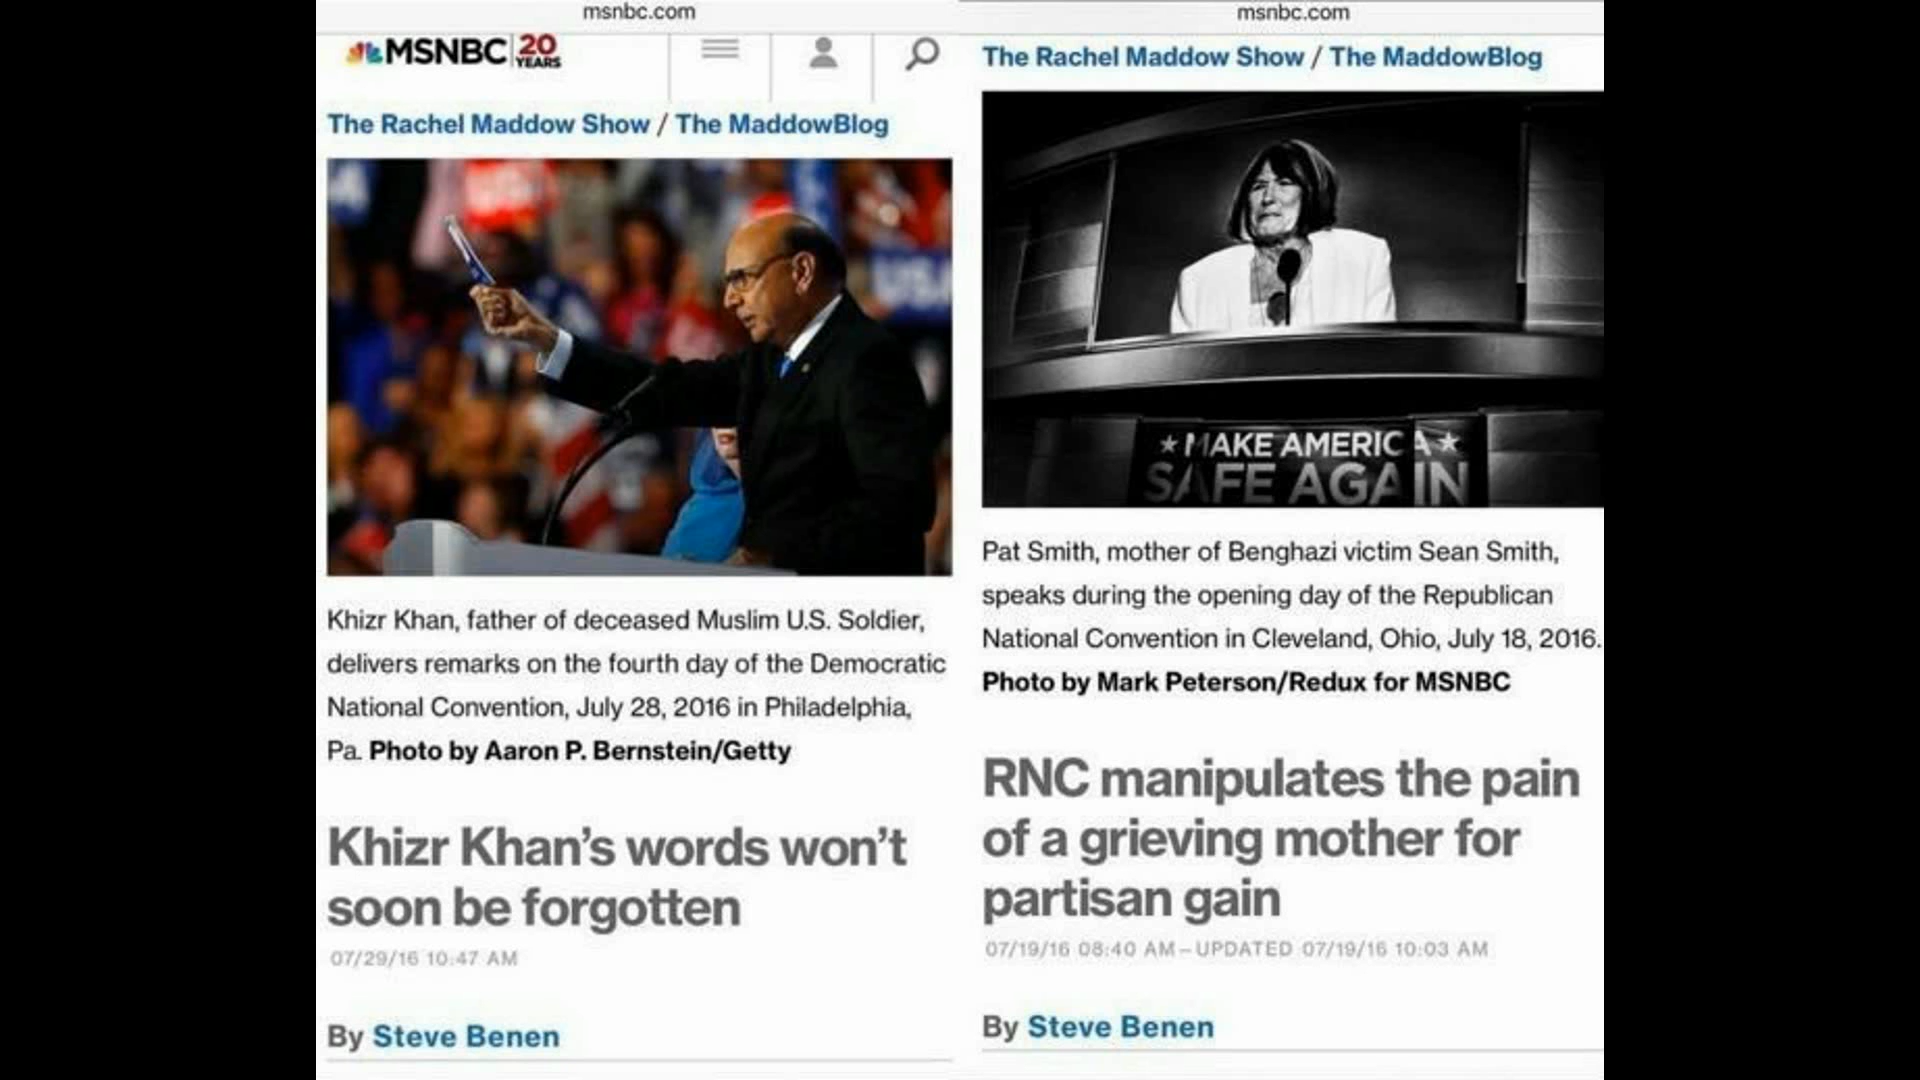 msnbc.com
MSNBC 20 YEARS
The Rachel Maddow Show / The MaddowBlog
USA
Khizr Khan, father of deceased Muslim U.S. Soldier,
delivers remarks on the fourth day of the Democratic
National Convention, July 28, 2016 in Philadelphia,
Pa. Photo by Aaron P. Bernstein/Getty
Khizr Khan's words won't
soon be forgotten
07/29/16 10:47 AM
By Steve Benen
msnbc.com
The Rachel Maddow Show / The MaddowBlog
MAKE AMERICA
SAFE AGAIN
Pat Smith, mother of Benghazi victim Sean Smith,
speaks during the opening day of the Republican
National Convention in Cleveland, Ohio, July 18, 2016.
Photo by Mark Peterson/Redux for MSNBC
RNC manipulates the pain
of a grieving mother for
partisan gain
07/19/16 08:40 AM – UPDATED 07/19/16 10:03 AM
By Steve Benen